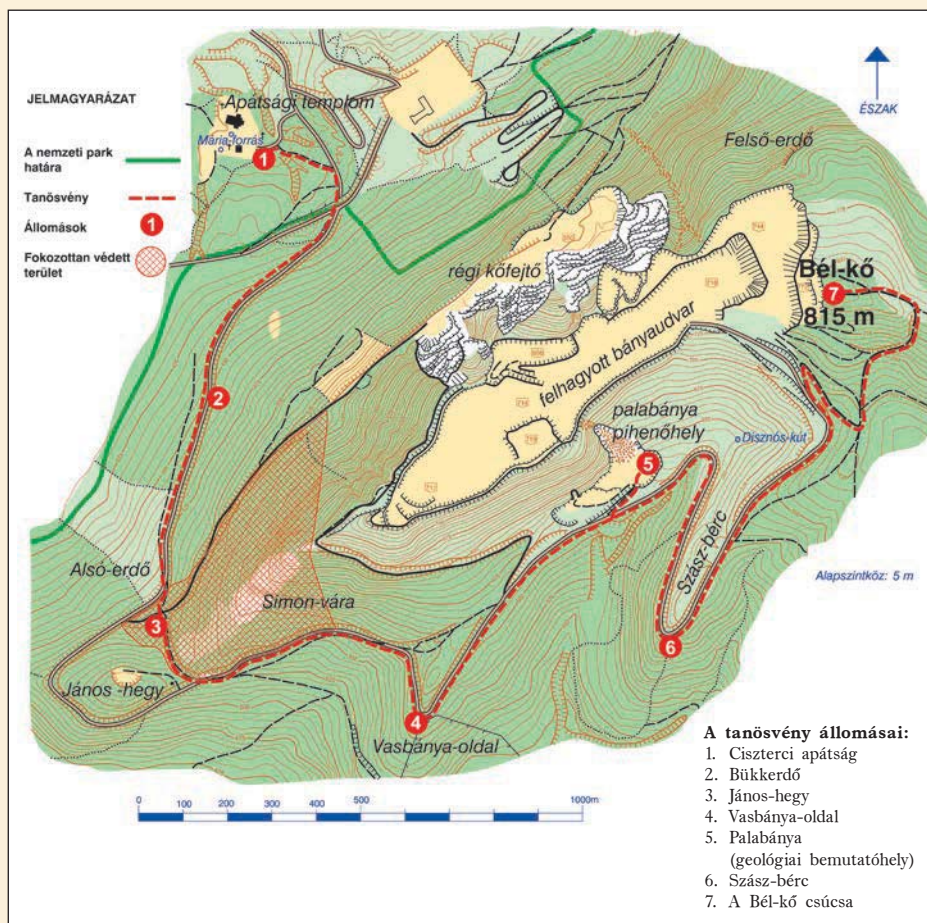 JELMAGYARÁZAT
A nemzeti park
határa
Tanösvény
Állomások
1
Fokozottan védett
terület
Apátsági templom
Mária-forrás
1
ÉSZAK
Felső-erdő
régi kőfejtő
Bél-kő
7
815 m
felhagyott bányaudvar
2
palabánya
pihenőhely
Disznós-kút
5
Szász-bérc
Alapszintköz: 5 m
Alsó-erdő
Simon-vára
3
6
János -hegy
4
Vasbánya-oldal
0 100 200 300 400 500 1000m
A tanösvény állomásai:
1. Ciszterci apátság
2. Bükkerdő
3. János-hegy
4. Vasbánya-oldal
5. Palabánya
(geológiai bemutatóhely)
6. Szász-bérc
7. A Bél-kő csúcsa